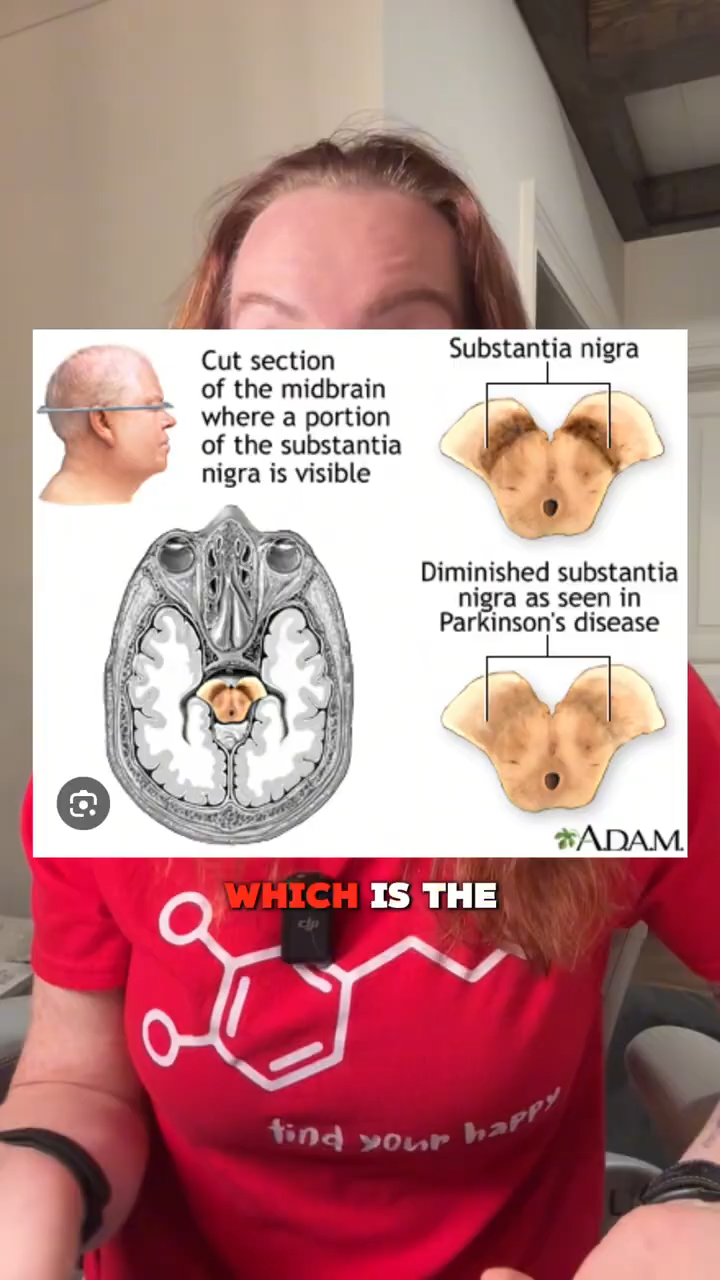 Cut section
of the midbrain
where a portion
of the substantia
nigra is visible
Substantia nigra
Diminished substantia
nigra as seen in
Parkinson's disease
A.D.A.M.
WHICH IS THE
dji
find your happy